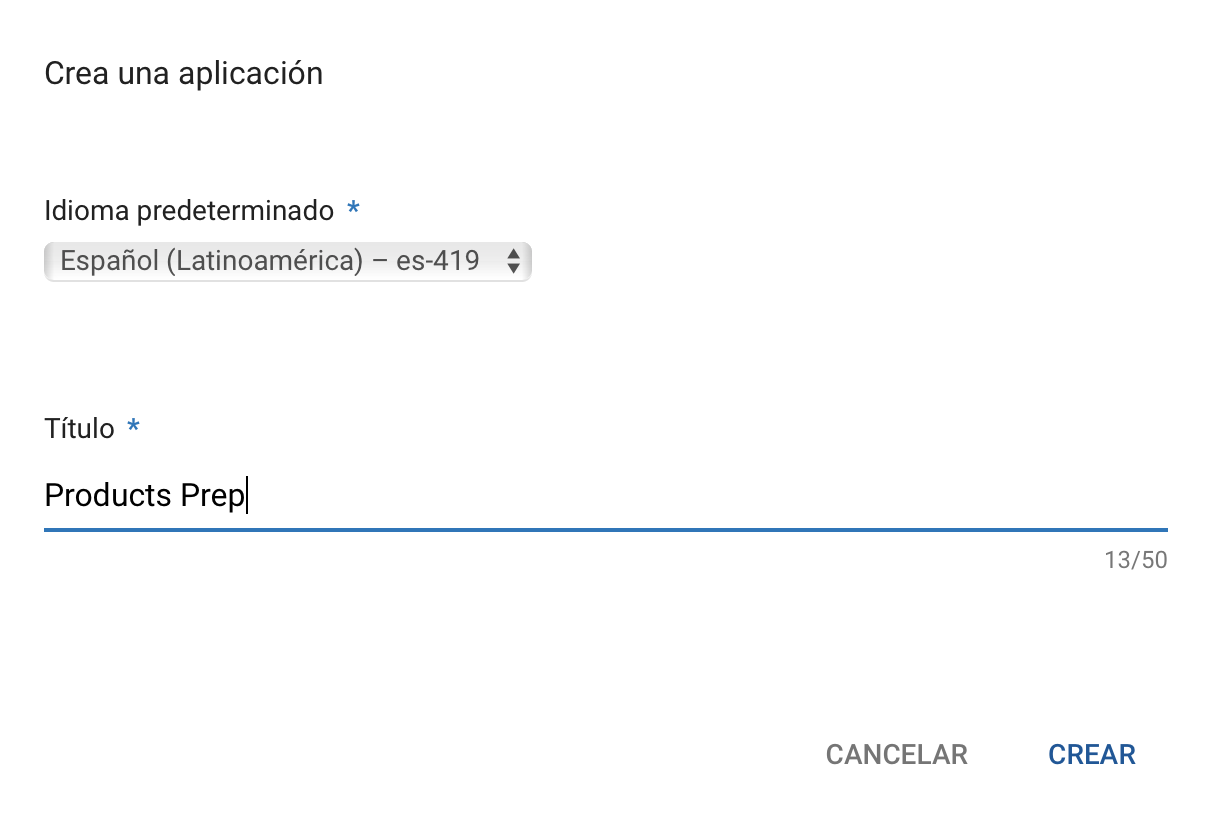 Crea una aplicación
Idioma predeterminado *
Español (Latinoamérica) – es-419
Título *
Products Prep
13/50
CANCELAR CREAR